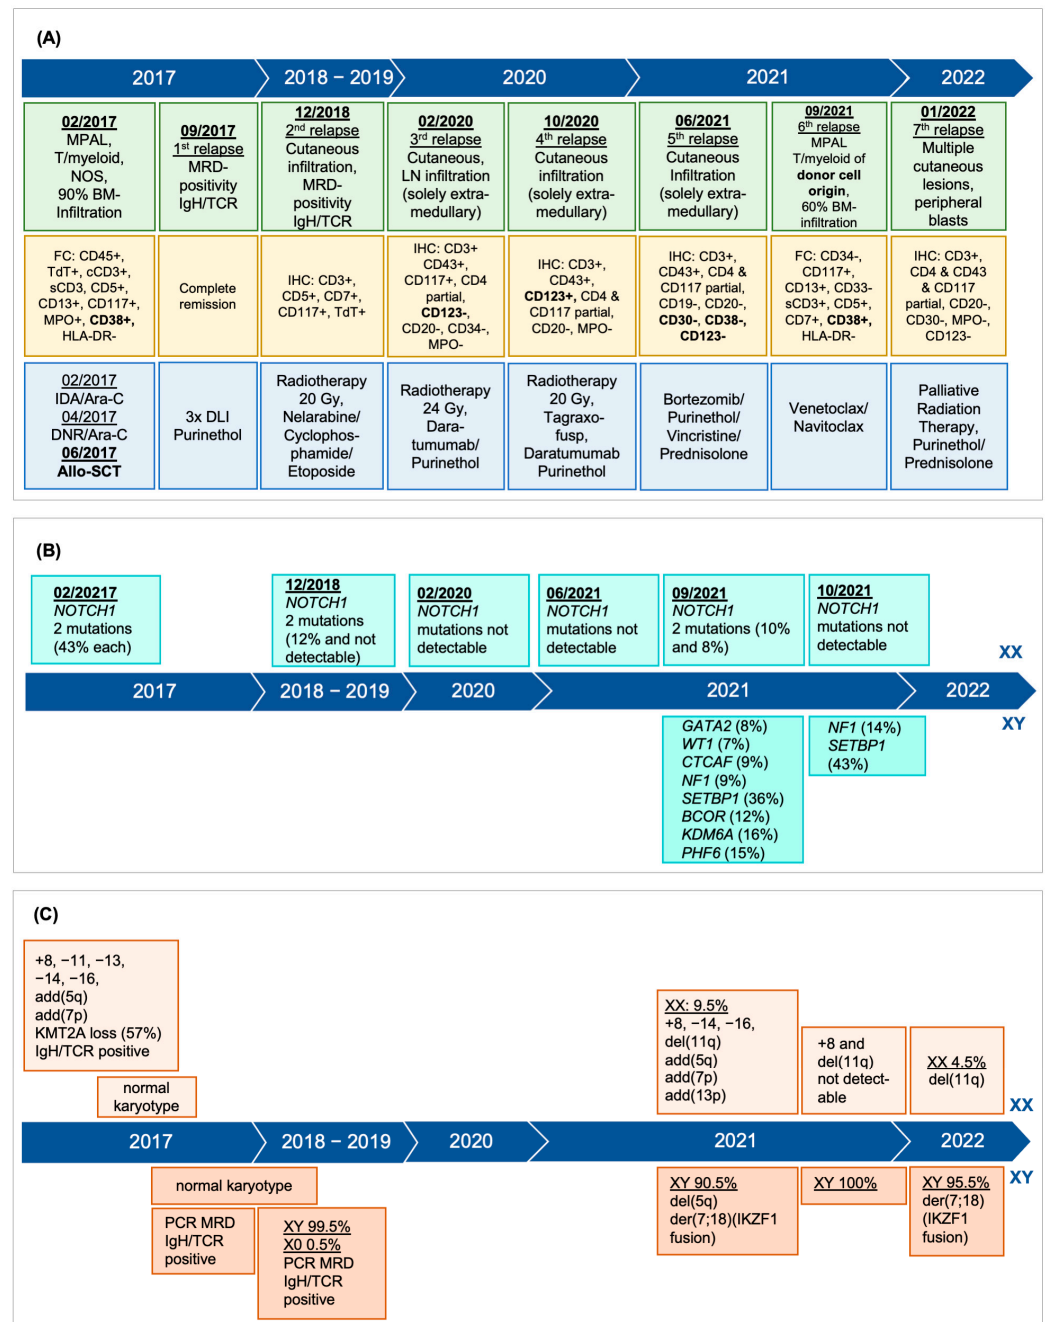 (A)
2017
2018 – 2019
2020
2021
2022
02/2017
MPAL,
T/myeloid,
NOS,
90% BM-
Infiltration
09/2017
1st relapse
MRD-
positivity
IgH/TCR
12/2018
2nd relapse
Cutaneous
infiltration,
MRD-
positivity
IgH/TCR
02/2020
3rd relapse
Cutaneous,
LN infiltration
(solely extra-
medullary)
10/2020
4th relapse
Cutaneous
infiltration
(solely extra-
medullary)
06/2021
5th relapse
Cutaneous
Infiltration
(solely extra-
medullary)
09/2021
6th relapse
MPAL
T/myeloid of
donor cell
origin,
60% BM-
infiltration
01/2022
7th relapse
Multiple
cutaneous
lesions,
peripheral
blasts
FC: CD45+,
TdT+, cCD3+,
sCD3, CD5+,
CD13+, CD117+,
MPO+, CD38+,
HLA-DR-
Complete
remission
IHC: CD3+,
CD5+, CD7+,
CD117+, TdT+
IHC: CD3+
CD43+,
CD117+, CD4
partial,
CD123-,
CD20-, CD34-,
MPO-
IHC: CD3+,
CD43+,
CD123+, CD4 &
CD117 partial,
CD20-, MPO-
IHC: CD3+,
CD43+, CD4 &
CD117 partial,
CD19-, CD20-,
CD30-, CD38-,
CD123-
FC: CD34-,
CD117+,
CD13+, CD33-
sCD3+, CD5+,
CD7+, CD38+,
HLA-DR-
IHC: CD3+,
CD4 & CD43
& CD117
partial, CD20-,
CD30-, MPO-,
CD123-
02/2017
IDA/Ara-C
04/2017
DNR/Ara-C
06/2017
Allo-SCT
3x DLI
Purinethol
Radiotherapy
20 Gy,
Nelarabine/
Cyclophos-
phamide/
Etoposide
Radiotherapy
24 Gy,
Dara-
tumumab/
Purinethol
Radiotherapy
20 Gy,
Tagraxo-
fusp,
Daratumumab
Purinethol
Bortezomib/
Purinethol/
Vincristine/
Prednisolone
Venetoclax/
Navitoclax
Palliative
Radiation
Therapy,
Purinethol/
Prednisolone
(B)
02/20217
NOTCH1
2 mutations
(43% each)
12/2018
NOTCH1
2 mutations
(12% and not
detectable)
02/2020
NOTCH1
mutations not
detectable
06/2021
NOTCH1
mutations not
detectable
09/2021
NOTCH1
2 mutations (10%
and 8%)
10/2021
NOTCH1
mutations not
detectable
XX
2017
2018 – 2019
2020
2021
2022
XY
GATA2 (8%)
WT1 (7%)
CTCAF (9%)
NF1 (9%)
SETBP1 (36%)
BCOR (12%)
KDM6A (16%)
PHF6 (15%)
NF1 (14%)
SETBP1
(43%)
(C)
+8, −11, −13,
−14, −16,
add(5q)
add(7p)
KMT2A loss (57%)
IgH/TCR positive
normal
karyotype
XX: 9.5%
+8, −14, −16,
del(11q)
add(5q)
add(7p)
add(13p)
+8 and
del(11q)
not detect-
able
XX 4.5%
del(11q)
XX
2017
2018 – 2019
2020
2021
2022
XY
normal karyotype
PCR MRD
IgH/TCR
positive
XY 99.5%
X0 0.5%
PCR MRD
IgH/TCR
positive
XY 90.5%
del(5q)
der(7;18)(IKZF1
fusion)
XY 100%
XY 95.5%
der(7;18)
(IKZF1
fusion)